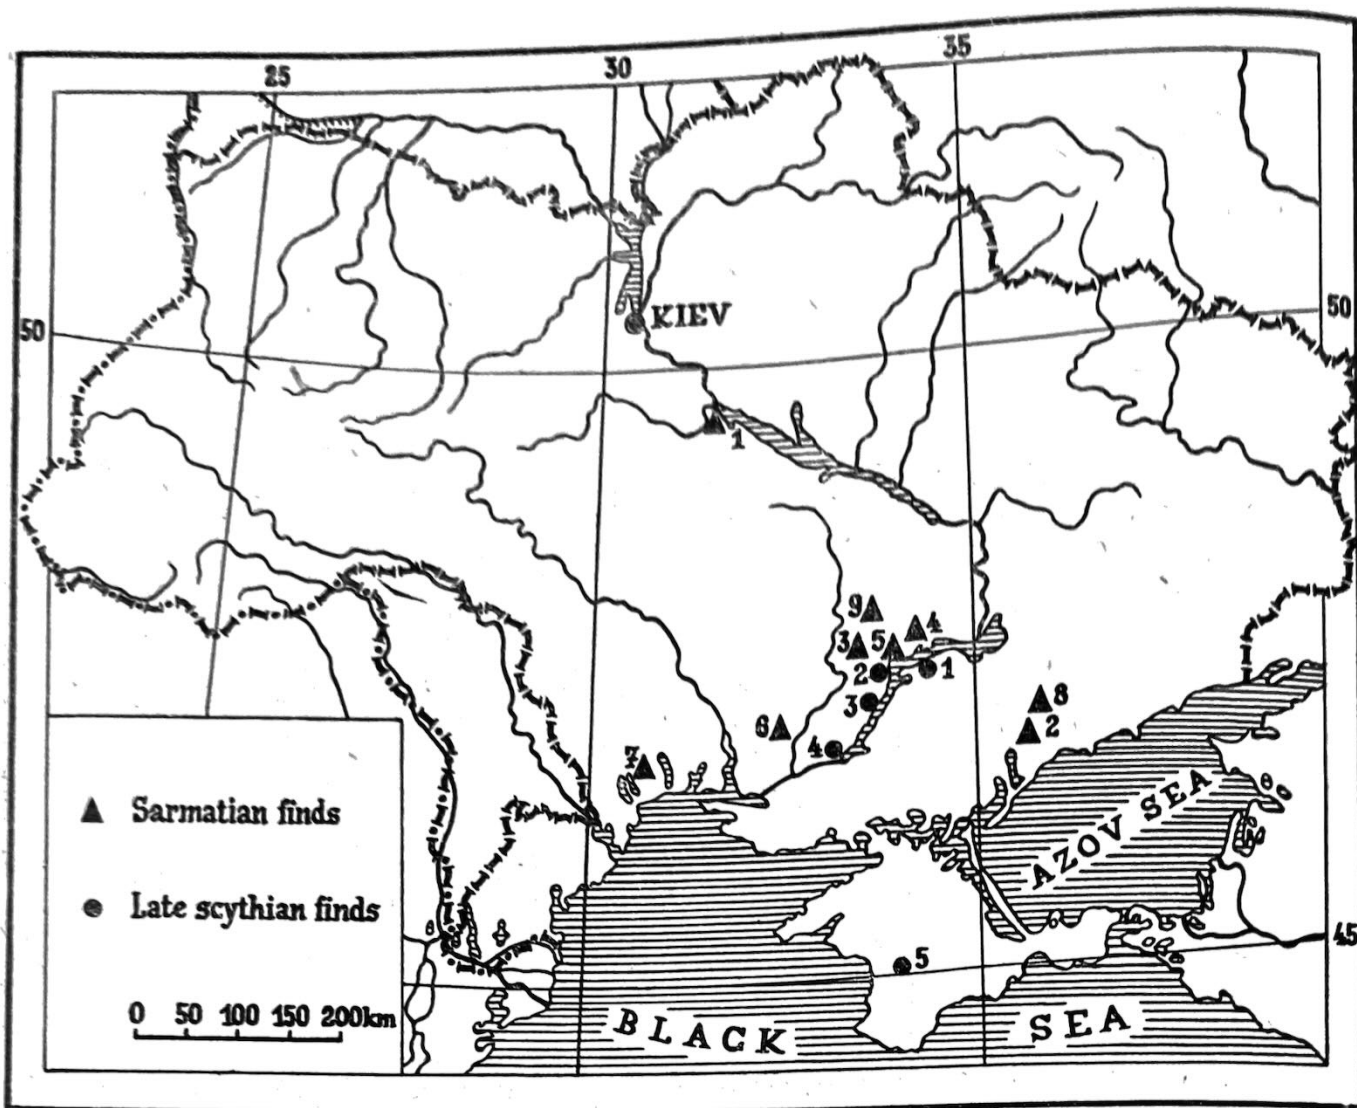 25 30 35
50 KIEV 50
1
9
4
3 5
2 1
3
8
6 4 2
7
▲ Sarmatian finds
● Late scythian finds
AZOV SEA
45
5
0 50 100 150 200km
BLACK SEA